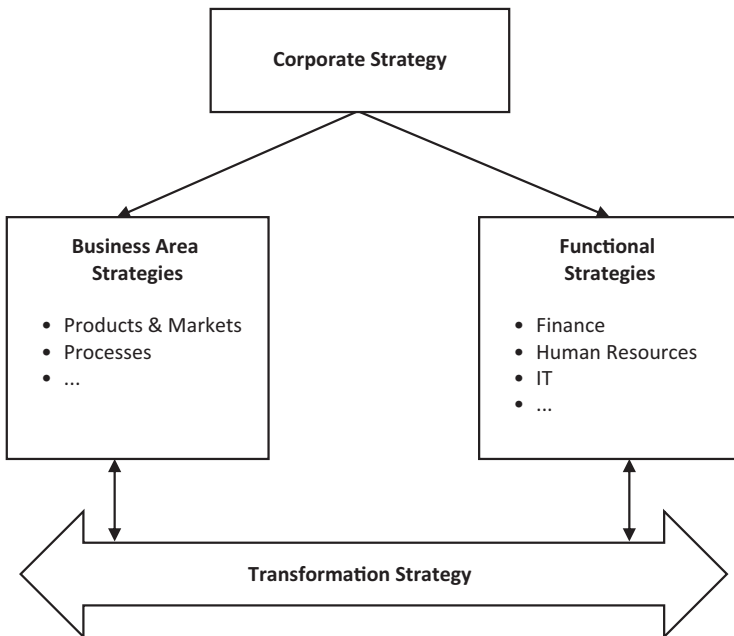 Corporate Strategy
Business Area
Strategies
• Products & Markets
• Processes
• ...
Functional
Strategies
• Finance
• Human Resources
• IT
• ...
Transformation Strategy